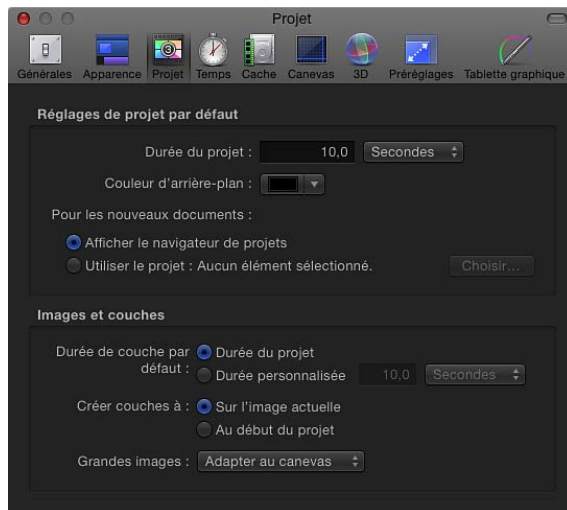 Projet
Générales Apparence Projet Temps Cache Canevas 3D Préréglages Tablette graphique
Réglages de projet par défaut
Durée du projet : 10,0 Secondes
Couleur d'arrière-plan :
Pour les nouveaux documents :
Afficher le navigateur de projets
Utiliser le projet : Aucun élément sélectionné. Choisir...
Images et couches
Durée de couche par défaut : Durée du projet
Durée personnalisée 10,0 Secondes
Créer couches à : Sur l'image actuelle
Au début du projet
Grandes images : Adapter au canevas